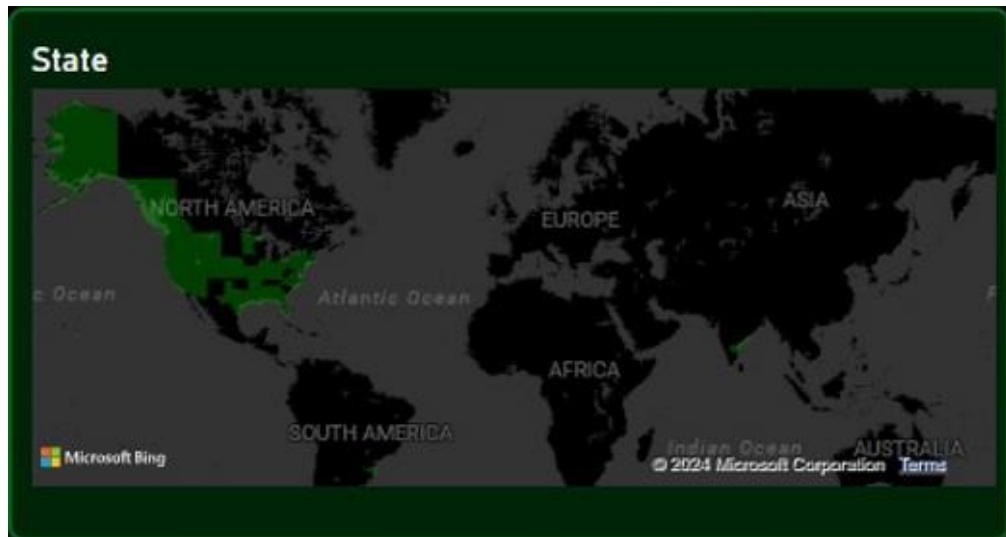 State
NORTH AMERICA
EUROPE
ASIA
c Ocean
Atlantic Ocean
AFRICA
SOUTH AMERICA
Indian Ocean
AUSTRALIA
Microsoft Bing
© 2024 Microsoft Corporation Terms